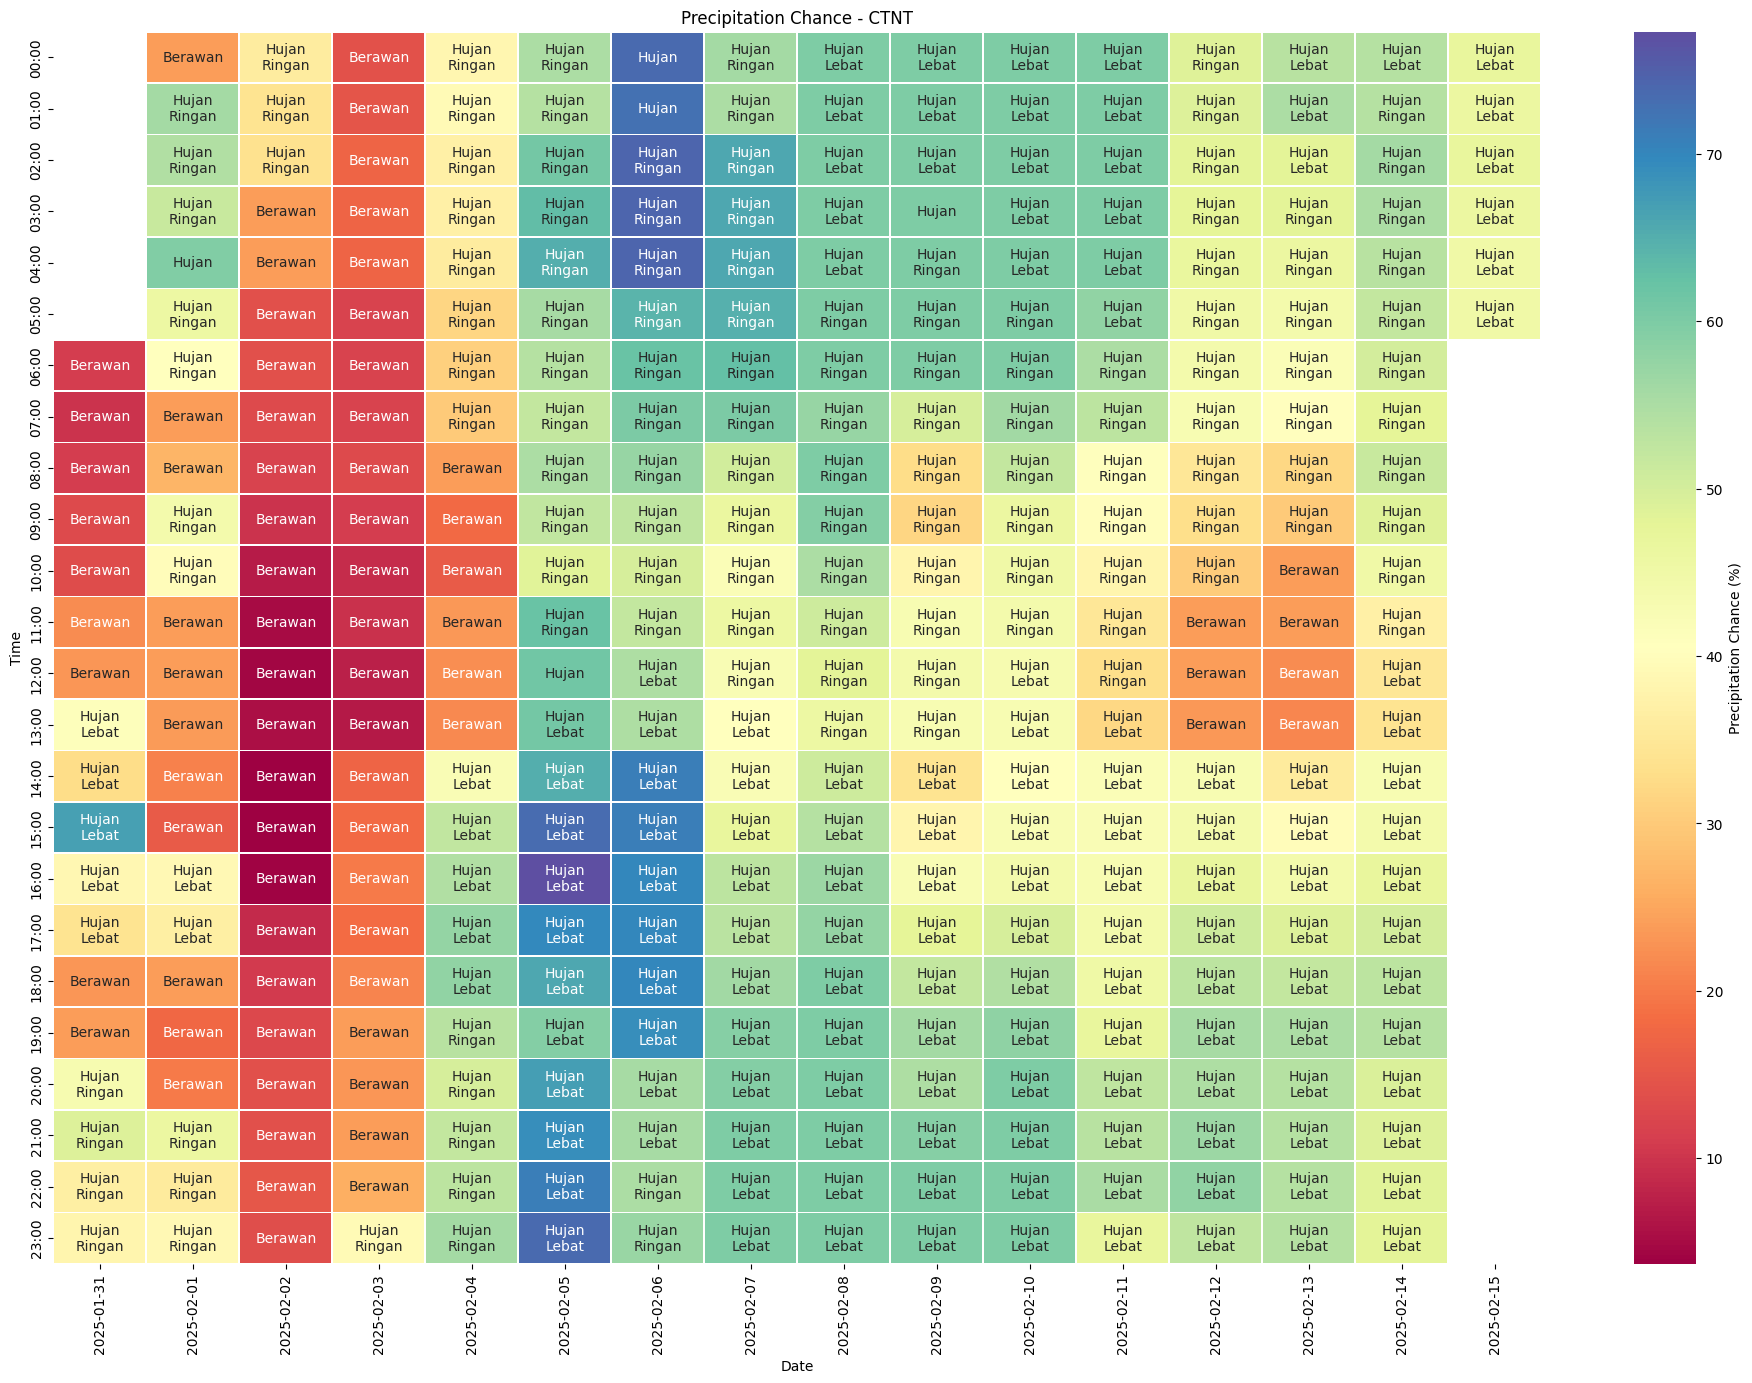 Precipitation Chance - CTNT
00:00 Berawan Hujan Ringan Berawan Hujan Ringan Hujan Ringan Hujan Hujan Ringan Hujan Lebat Hujan Lebat Hujan Lebat Hujan Lebat Hujan Ringan Hujan Lebat Hujan Lebat Hujan Lebat
01:00 Hujan Ringan Hujan Ringan Berawan Hujan Ringan Hujan Ringan Hujan Hujan Ringan Hujan Lebat Hujan Lebat Hujan Lebat Hujan Lebat Hujan Ringan Hujan Lebat Hujan Ringan Hujan Lebat
02:00 Hujan Ringan Hujan Ringan Berawan Hujan Ringan Hujan Ringan Hujan Ringan Hujan Ringan Hujan Lebat Hujan Lebat Hujan Lebat Hujan Lebat Hujan Ringan Hujan Lebat Hujan Ringan Hujan Lebat
03:00 Hujan Ringan Berawan Berawan Hujan Ringan Hujan Ringan Hujan Ringan Hujan Ringan Hujan Lebat Hujan Hujan Lebat Hujan Lebat Hujan Ringan Hujan Ringan Hujan Ringan Hujan Lebat
04:00 Hujan Berawan Berawan Hujan Ringan Hujan Ringan Hujan Ringan Hujan Ringan Hujan Lebat Hujan Ringan Hujan Lebat Hujan Lebat Hujan Ringan Hujan Ringan Hujan Ringan Hujan Lebat
05:00 Hujan Ringan Berawan Berawan Hujan Ringan Hujan Ringan Hujan Ringan Hujan Ringan Hujan Ringan Hujan Ringan Hujan Ringan Hujan Lebat Hujan Ringan Hujan Ringan Hujan Ringan Hujan Lebat
06:00 Berawan Hujan Ringan Berawan Berawan Hujan Ringan Hujan Ringan Hujan Ringan Hujan Ringan Hujan Ringan Hujan Ringan Hujan Ringan Hujan Ringan Hujan Ringan Hujan Ringan Hujan Ringan
07:00 Berawan Berawan Berawan Berawan Hujan Ringan Hujan Ringan Hujan Ringan Hujan Ringan Hujan Ringan Hujan Ringan Hujan Ringan Hujan Ringan Hujan Ringan Hujan Ringan Hujan Ringan
08:00 Berawan Berawan Berawan Berawan Berawan Hujan Ringan Hujan Ringan Hujan Ringan Hujan Ringan Hujan Ringan Hujan Ringan Hujan Ringan Hujan Ringan Hujan Ringan Hujan Ringan
09:00 Berawan Hujan Ringan Berawan Berawan Berawan Hujan Ringan Hujan Ringan Hujan Ringan Hujan Ringan Hujan Ringan Hujan Ringan Hujan Ringan Hujan Ringan Hujan Ringan Hujan Ringan
10:00 Berawan Hujan Ringan Berawan Berawan Berawan Hujan Ringan Hujan Ringan Hujan Ringan Hujan Ringan Hujan Ringan Hujan Ringan Hujan Ringan Hujan Ringan Berawan Hujan Ringan
11:00 Berawan Berawan Berawan Berawan Berawan Hujan Ringan Hujan Ringan Hujan Ringan Hujan Ringan Hujan Ringan Hujan Ringan Hujan Ringan Berawan Berawan Hujan Ringan
12:00 Berawan Berawan Berawan Berawan Berawan Hujan Hujan Lebat Hujan Ringan Hujan Ringan Hujan Ringan Hujan Lebat Hujan Ringan Berawan Berawan Hujan Lebat
13:00 Hujan Lebat Berawan Berawan Berawan Berawan Hujan Lebat Hujan Lebat Hujan Lebat Hujan Ringan Hujan Ringan Hujan Lebat Hujan Lebat Berawan Berawan Hujan Lebat
14:00 Hujan Lebat Berawan Berawan Berawan Hujan Lebat Hujan Lebat Hujan Lebat Hujan Lebat Hujan Lebat Hujan Lebat Hujan Lebat Hujan Lebat Hujan Lebat Hujan Lebat Hujan Lebat
15:00 Hujan Lebat Berawan Berawan Berawan Hujan Lebat Hujan Lebat Hujan Lebat Hujan Lebat Hujan Lebat Hujan Lebat Hujan Lebat Hujan Lebat Hujan Lebat Hujan Lebat Hujan Lebat
16:00 Hujan Lebat Hujan Lebat Berawan Berawan Hujan Lebat Hujan Lebat Hujan Lebat Hujan Lebat Hujan Lebat Hujan Lebat Hujan Lebat Hujan Lebat Hujan Lebat Hujan Lebat Hujan Lebat
17:00 Hujan Lebat Hujan Lebat Berawan Berawan Hujan Lebat Hujan Lebat Hujan Lebat Hujan Lebat Hujan Lebat Hujan Lebat Hujan Lebat Hujan Lebat Hujan Lebat Hujan Lebat Hujan Lebat
18:00 Berawan Berawan Berawan Berawan Hujan Lebat Hujan Lebat Hujan Lebat Hujan Lebat Hujan Lebat Hujan Lebat Hujan Lebat Hujan Lebat Hujan Lebat Hujan Lebat Hujan Lebat
19:00 Berawan Berawan Berawan Berawan Hujan Ringan Hujan Lebat Hujan Lebat Hujan Lebat Hujan Lebat Hujan Lebat Hujan Lebat Hujan Lebat Hujan Lebat Hujan Lebat Hujan Lebat
20:00 Hujan Ringan Berawan Berawan Berawan Hujan Ringan Hujan Lebat Hujan Lebat Hujan Lebat Hujan Lebat Hujan Lebat Hujan Lebat Hujan Lebat Hujan Lebat Hujan Lebat Hujan Lebat
21:00 Hujan Ringan Hujan Ringan Berawan Berawan Hujan Ringan Hujan Lebat Hujan Lebat Hujan Lebat Hujan Lebat Hujan Lebat Hujan Lebat Hujan Lebat Hujan Lebat Hujan Lebat Hujan Lebat
22:00 Hujan Ringan Hujan Ringan Berawan Berawan Hujan Ringan Hujan Lebat Hujan Ringan Hujan Lebat Hujan Lebat Hujan Lebat Hujan Lebat Hujan Lebat Hujan Lebat Hujan Lebat Hujan Lebat
23:00 Hujan Ringan Hujan Ringan Berawan Hujan Ringan Hujan Ringan Hujan Lebat Hujan Ringan Hujan Lebat Hujan Lebat Hujan Lebat Hujan Lebat Hujan Lebat Hujan Lebat Hujan Lebat Hujan Lebat
Time
2025-01-31 2025-02-01 2025-02-02 2025-02-03 2025-02-04 2025-02-05 2025-02-06 2025-02-07 2025-02-08 2025-02-09 2025-02-10 2025-02-11 2025-02-12 2025-02-13 2025-02-14 2025-02-15
Date
70
60
50
40
30
20
10
Precipitation Chance (%)